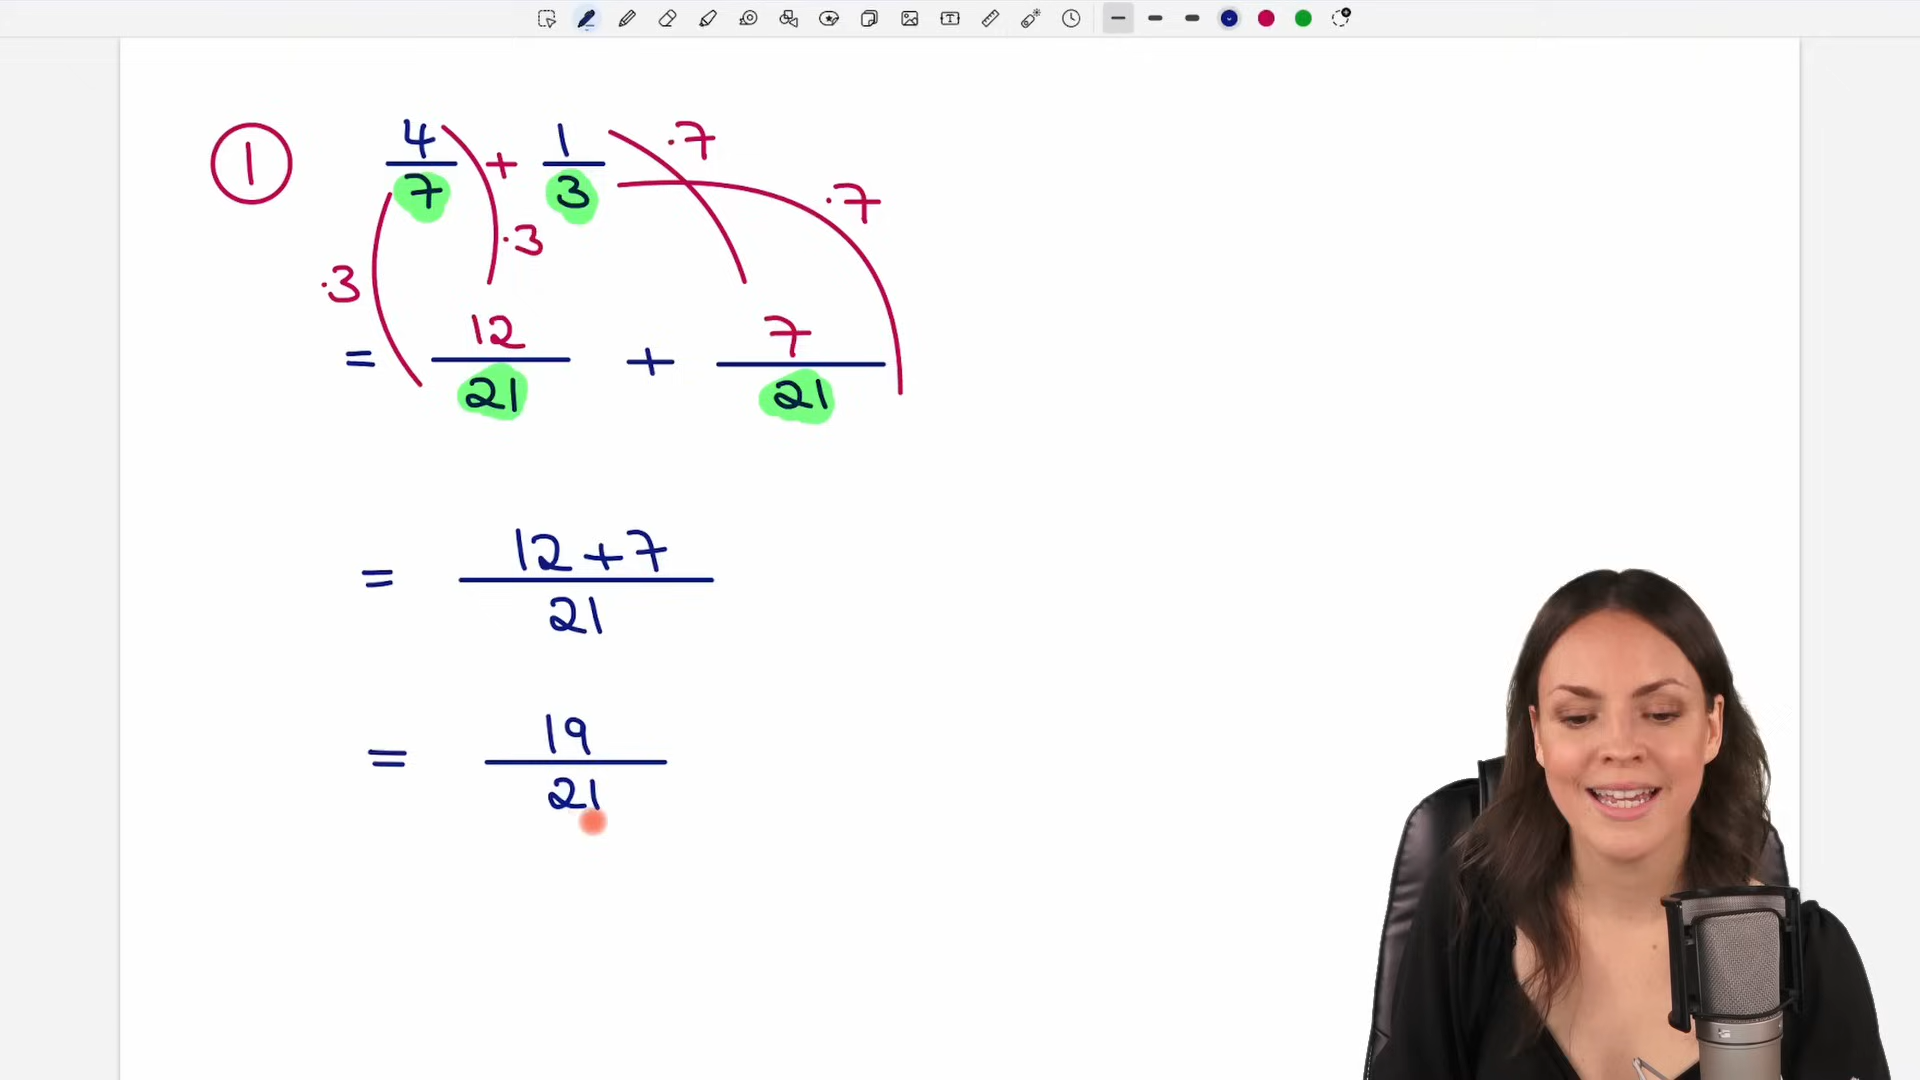 1 4/7 + 1/3 ·7
·3 ·3 ·7
= 12/21 + 7/21
= 12+7/21
= 19/21